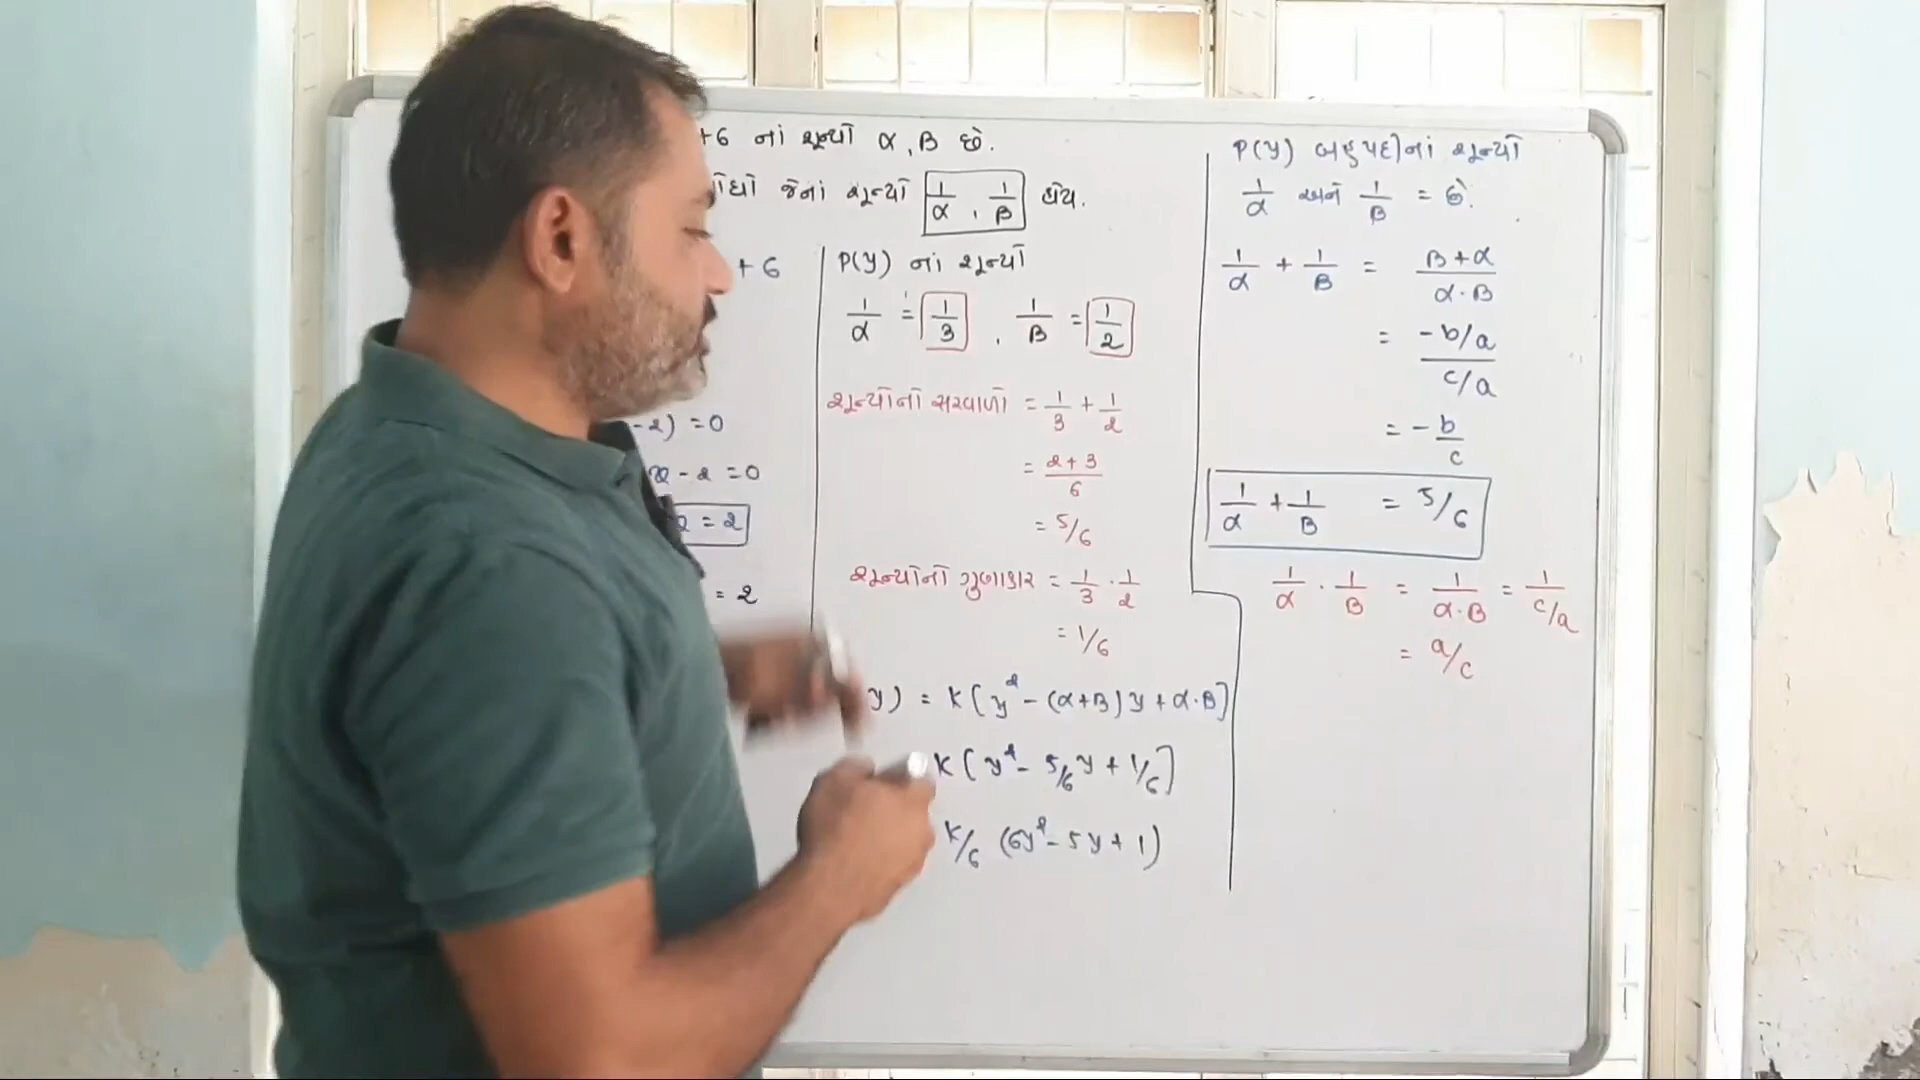 +6 નાં શૂન્યો α, β છે.
જેનાં શૂન્યો 1/α , 1/β હોય.
+ 6
-2) = 0
x - 2 = 0
x = 2
= 2
P(y) નાં શૂન્યો
1/α = 1/3 , 1/β = 1/2
શૂન્યોનો સરવાળો = 1/3 + 1/2
= (2+3)/6
= 5/6
શૂન્યોનો ગુણાકાર = 1/3 · 1/2
= 1/6
y) = K[y² - (α+β)y + α·β]
K[y² - 5/6 y + 1/6]
K/6 (6y² - 5y + 1)
P(y) બહુપદીનાં શૂન્યો
1/α અને 1/β = છે.
1/α + 1/β = (β+α)/(α·β)
= (-b/a)/(c/a)
= - b/c
1/α + 1/β = 5/6
1/α · 1/β = 1/(α·β) = 1/(c/a)
= a/c